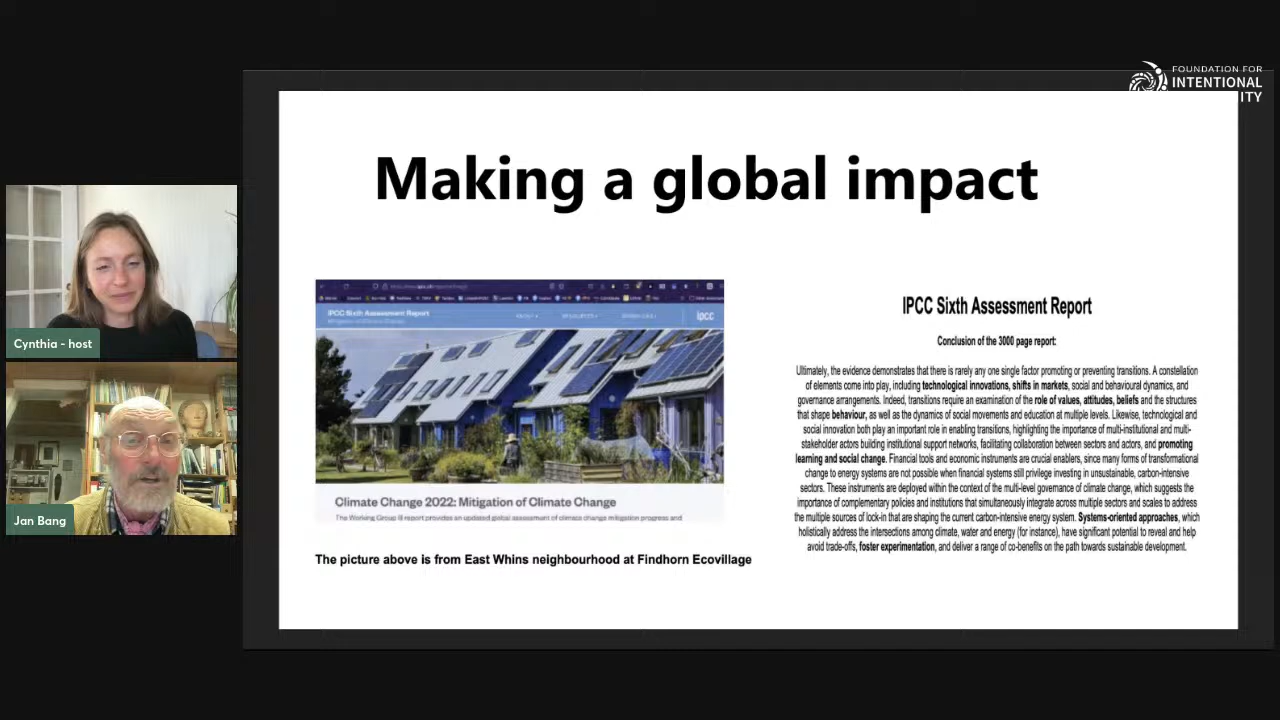 FOUNDATION FOR
INTENTIONAL
ITY
Making a global impact
IPCC Sixth Assessment Report
ipcc
Climate Change 2022: Mitigation of Climate Change
The Working Group III report provides an updated global assessment of climate change mitigation progress and
The picture above is from East Whins neighbourhood at Findhorn Ecovillage
IPCC Sixth Assessment Report
Conclusion of the 3000 page report:
Ultimately, the evidence demonstrates that there is rarely any one single factor promoting or preventing transitions. A constellation
of elements come into play, including technological innovations, shifts in markets, social and behavioural dynamics, and
governance arrangements. Indeed, transitions require an examination of the role of values, attitudes, beliefs and the structures
that shape behaviour, as well as the dynamics of social movements and education at multiple levels. Likewise, technological and
social innovation both play an important role in enabling transitions, highlighting the importance of multi-institutional and multi-
stakeholder actors building institutional support networks, facilitating collaboration between sectors and actors, and promoting
learning and social change. Financial tools and economic instruments are crucial enablers, since many forms of transformational
change to energy systems are not possible when financial systems still privilege investing in unsustainable, carbon-intensive
sectors. These instruments are deployed within the context of the multi-level governance of climate change, which suggests the
importance of complementary policies and institutions that simultaneously integrate across multiple sectors and scales to address
the multiple sources of lock-in that are shaping the current carbon-intensive energy system. Systems-oriented approaches, which
holistically address the intersections among climate, water and energy (for instance), have significant potential to reveal and help
avoid trade-offs, foster experimentation, and deliver a range of co-benefits on the path towards sustainable development.
Cynthia - host
Jan Bang